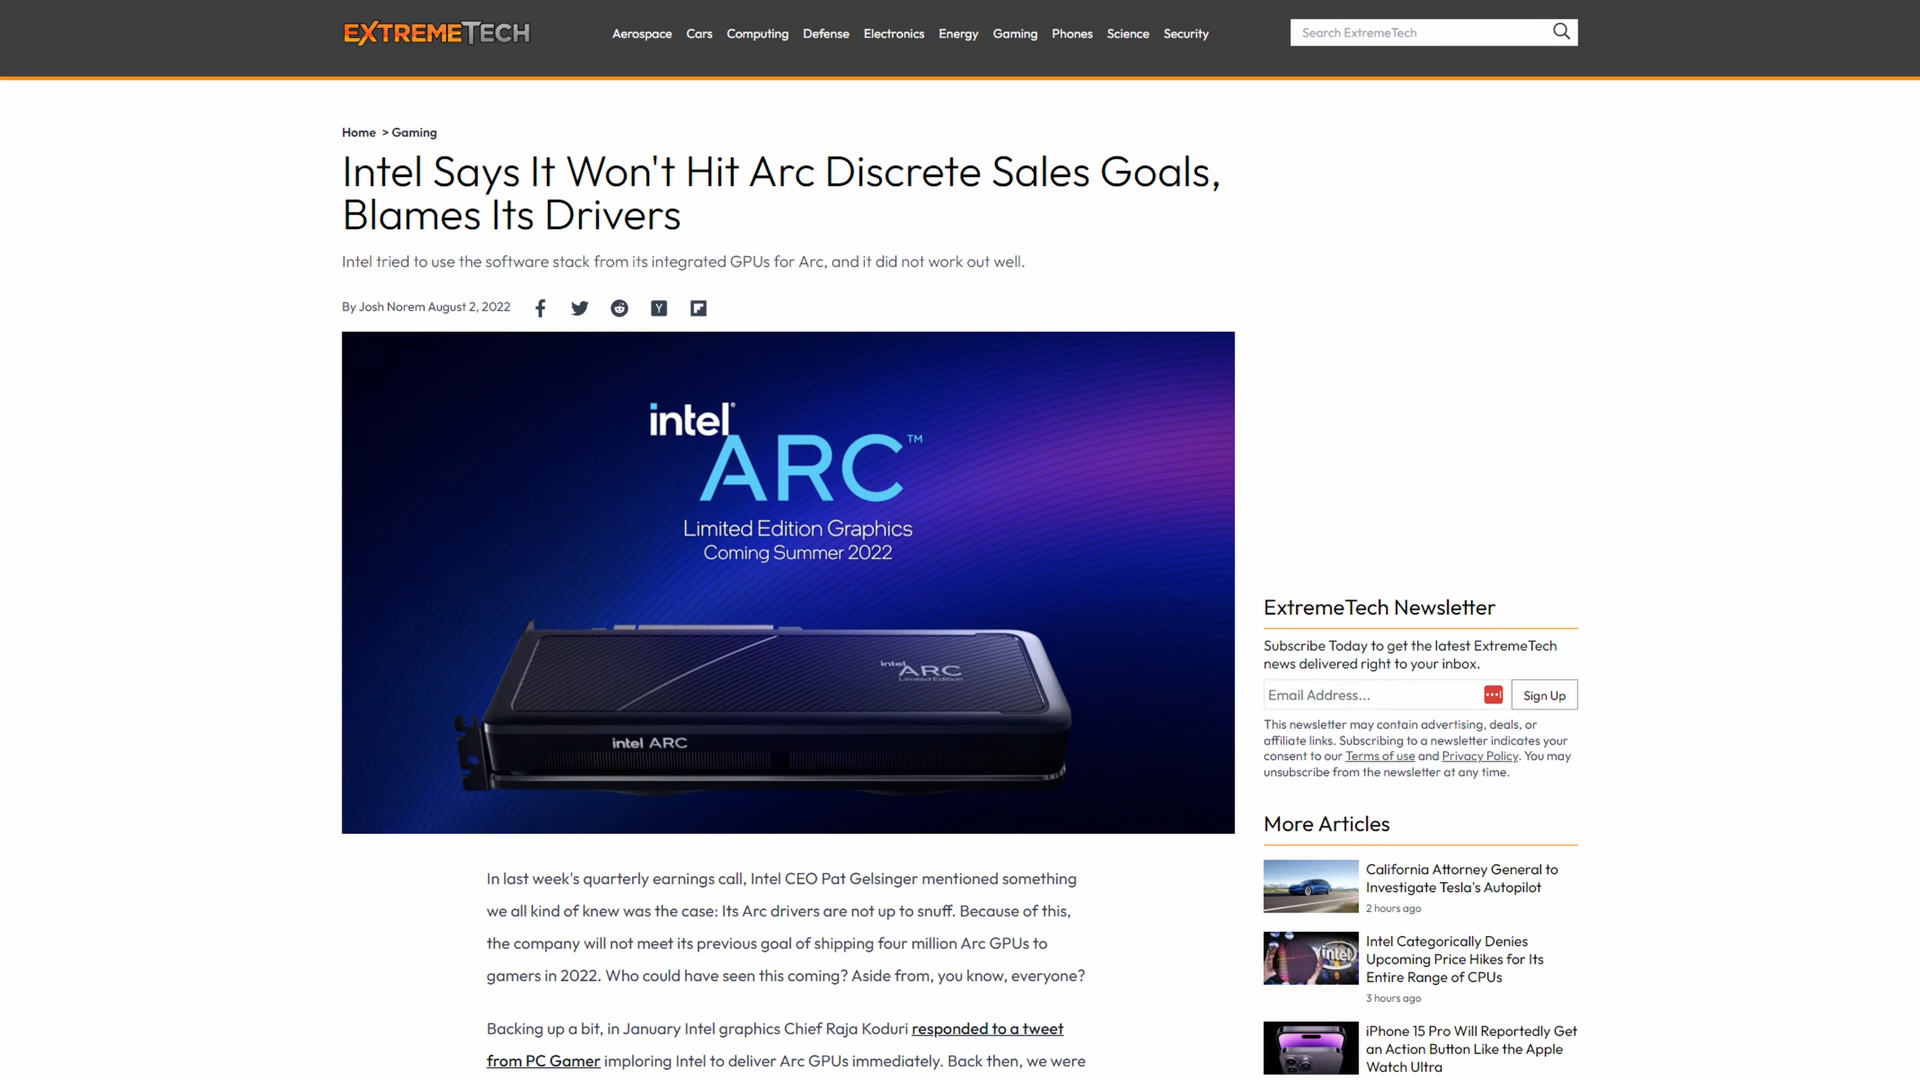 EXTREMETECH
Aerospace Cars Computing Defense Electronics Energy Gaming Phones Science Security
Search ExtremeTech
Home > Gaming
Intel Says It Won't Hit Arc Discrete Sales Goals,
Blames Its Drivers
Intel tried to use the software stack from its integrated GPUs for Arc, and it did not work out well.
By Josh Norem August 2, 2022
intel®
ARC™
Limited Edition Graphics
Coming Summer 2022
intel
ARC
Limited Edition
intel ARC
In last week's quarterly earnings call, Intel CEO Pat Gelsinger mentioned something
we all kind of knew was the case: Its Arc drivers are not up to snuff. Because of this,
the company will not meet its previous goal of shipping four million Arc GPUs to
gamers in 2022. Who could have seen this coming? Aside from, you know, everyone?
Backing up a bit, in January Intel graphics Chief Raja Koduri responded to a tweet
from PC Gamer imploring Intel to deliver Arc GPUs immediately. Back then, we were
ExtremeTech Newsletter
Subscribe Today to get the latest ExtremeTech
news delivered right to your inbox.
Email Address...
Sign Up
This newsletter may contain advertising, deals, or
affiliate links. Subscribing to a newsletter indicates your
consent to our Terms of use and Privacy Policy. You may
unsubscribe from the newsletter at any time.
More Articles
California Attorney General to
Investigate Tesla's Autopilot
2 hours ago
intel
Intel Categorically Denies
Upcoming Price Hikes for Its
Entire Range of CPUs
3 hours ago
iPhone 15 Pro Will Reportedly Get
an Action Button Like the Apple
Watch Ultra